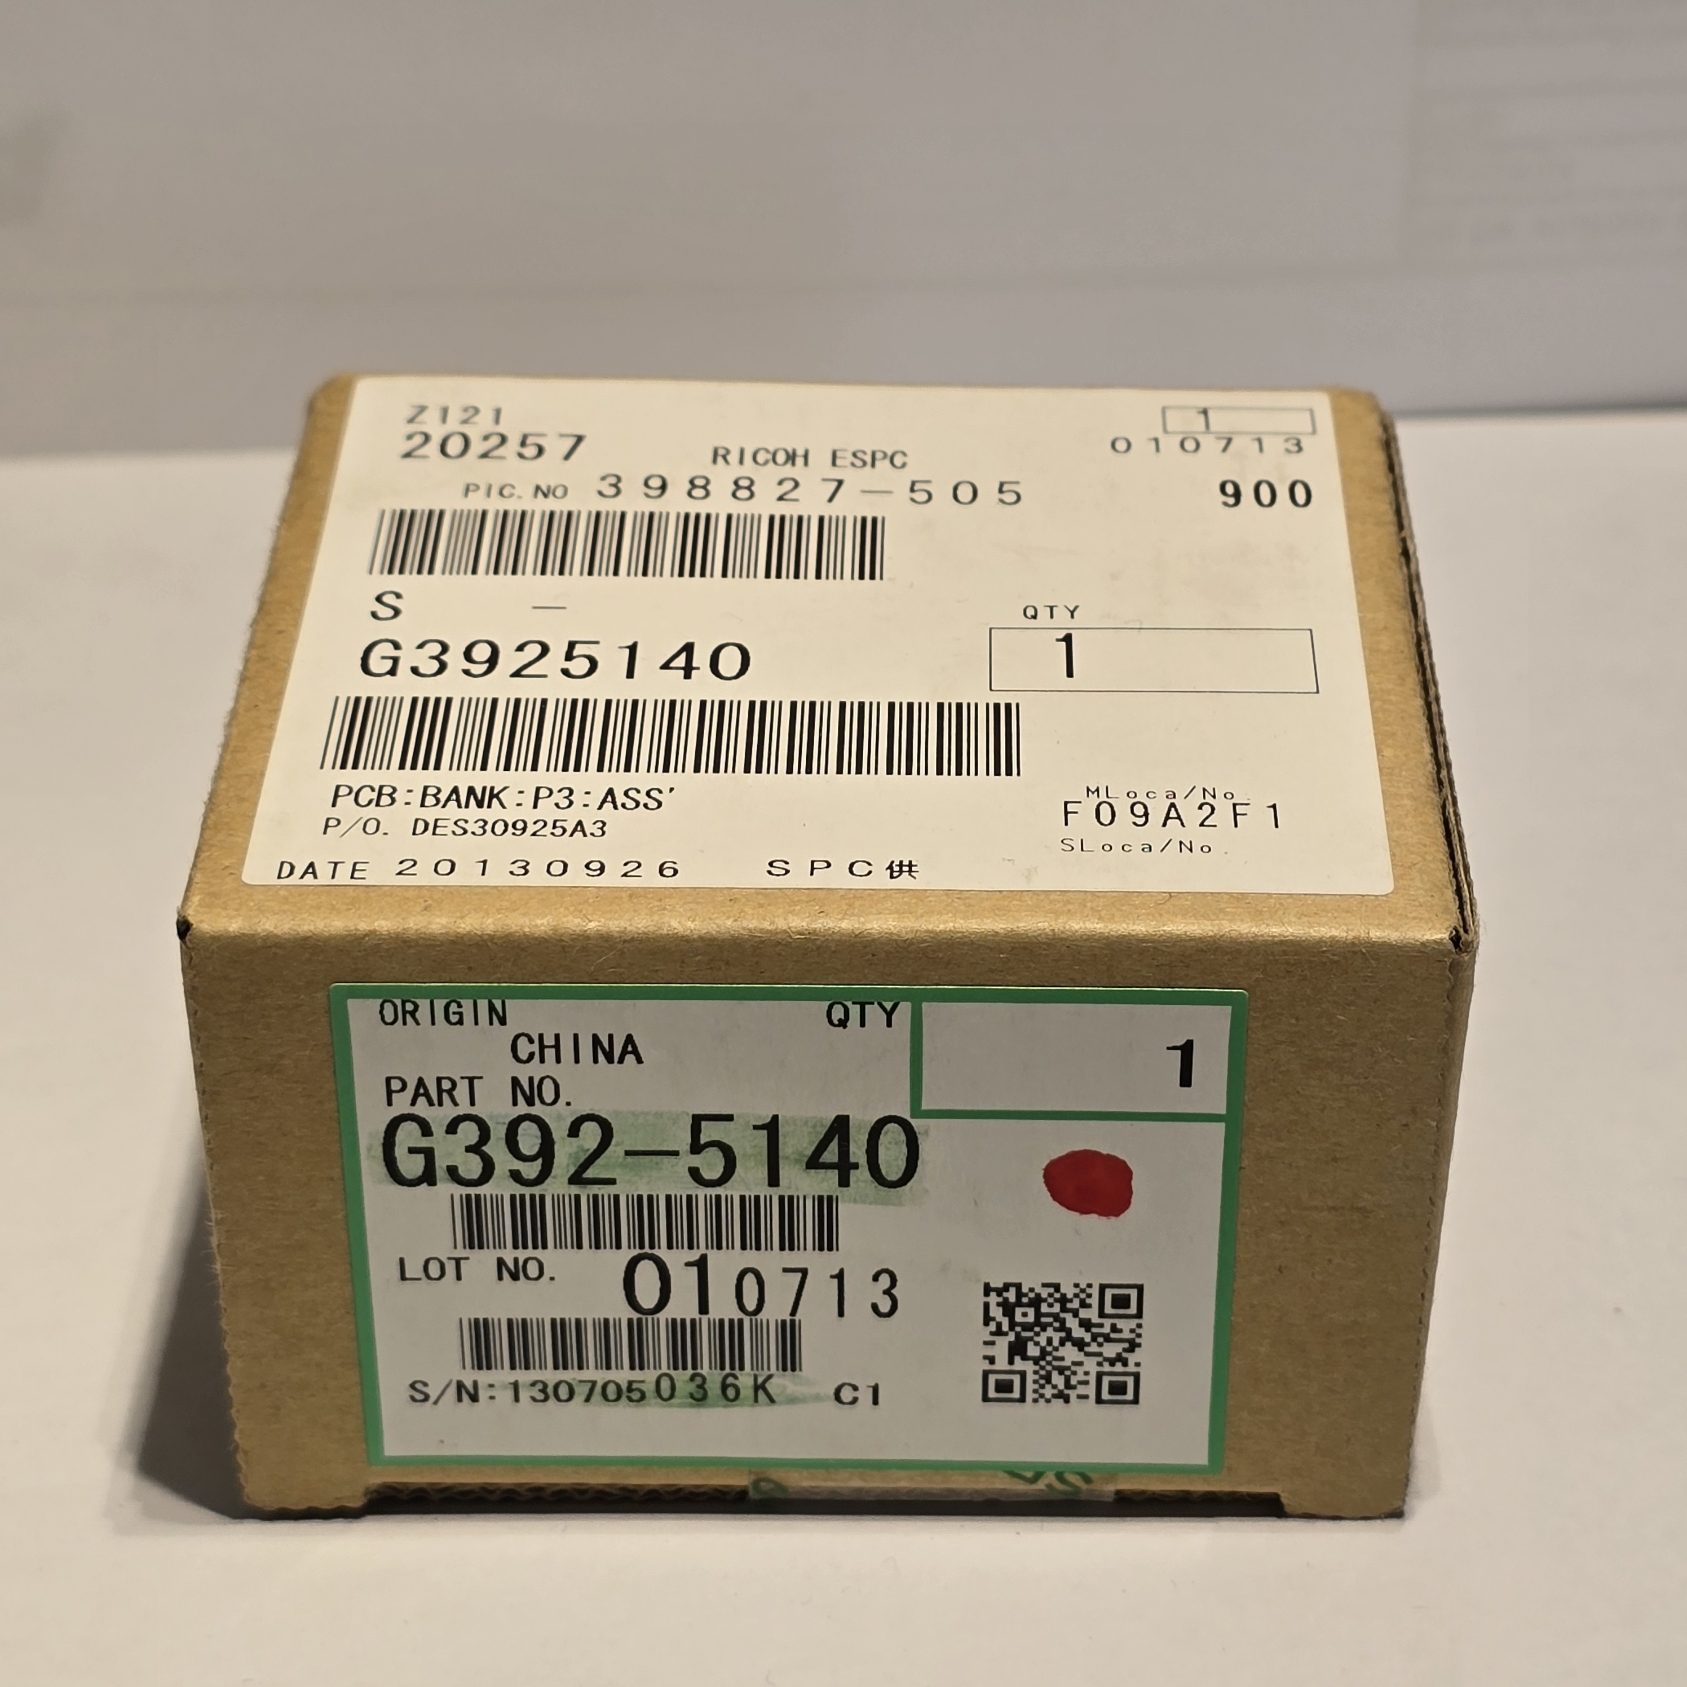 Z121
1
20257
RICOH ESPC
010713
PIC. NO 398827-505
900
S -
QTY
G3925140
1
PCB:BANK:P3:ASS'
MLoca/No.
P/O. DES30925A3
F09A2F1
SLoca/No.
DATE 20130926 SPC供
ORIGIN
QTY
CHINA
1
PART NO.
G392-5140
LOT NO. 010713
S/N:130705036K C1